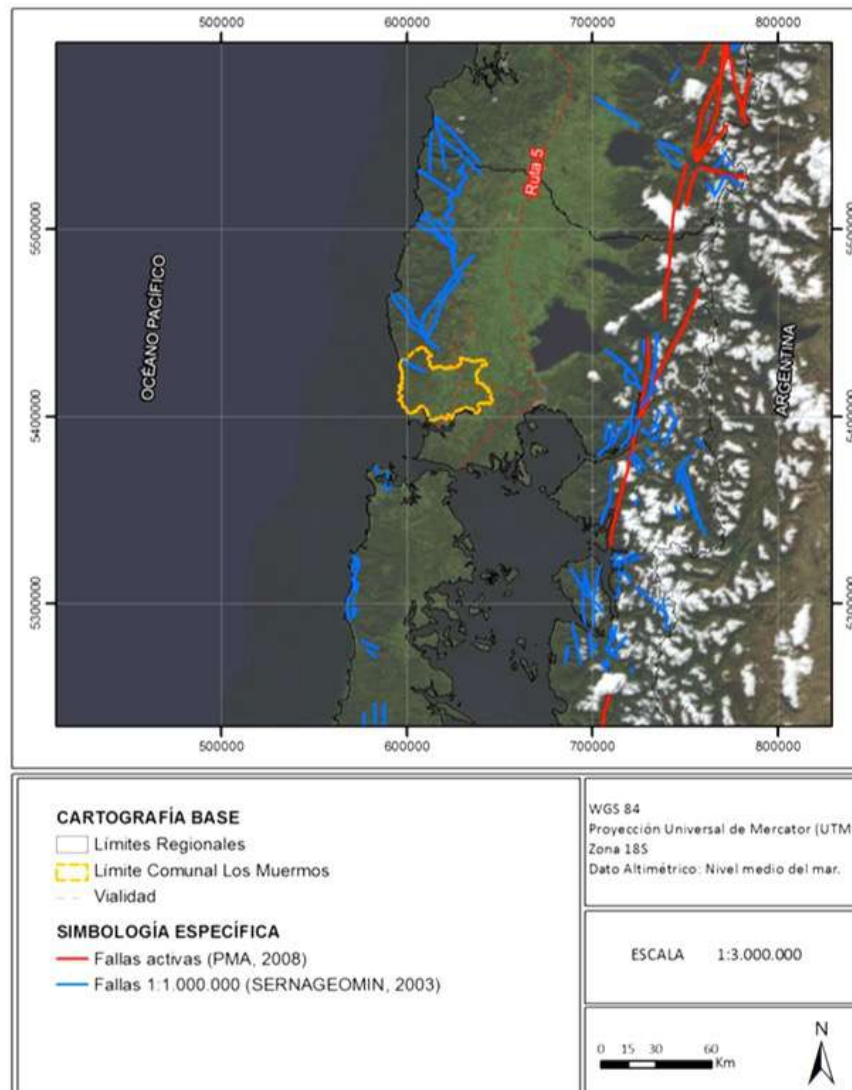 500000 600000 700000 800000
5500000
5400000
5300000
OCÉANO PACÍFICO
Ruta 5
ARGENTINA
5500000
5400000
5300000
500000 600000 700000 800000
CARTOGRAFÍA BASE
Límites Regionales
Límite Comunal Los Muermos
Vialidad
SIMBOLOGÍA ESPECÍFICA
Fallas activas (PMA, 2008)
Fallas 1:1.000.000 (SERNAGEOMIN, 2003)
WGS 84
Proyección Universal de Mercator (UTM
Zona 18S
Dato Altimétrico: Nivel medio del mar.
ESCALA 1:3.000.000
0 15 30 60
Km
N